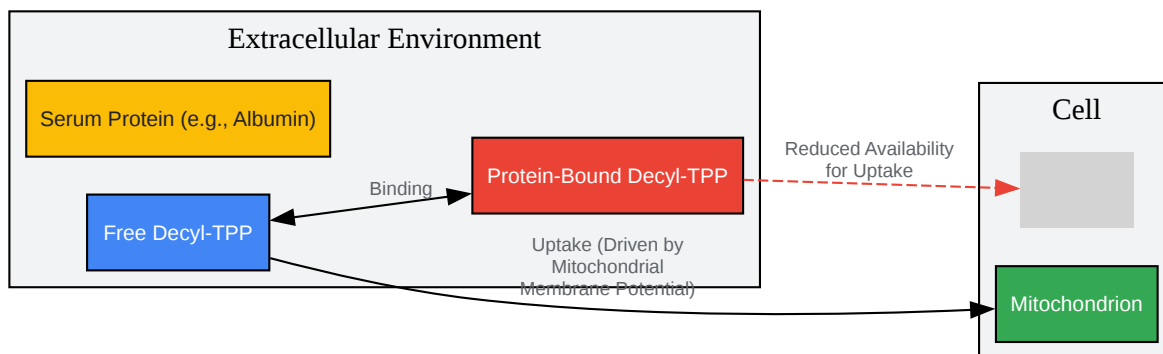 Extracellular Environment
Serum Protein (e.g., Albumin)
Free Decyl-TPP
Binding
Protein-Bound Decyl-TPP
Uptake (Driven by
Mitochondrial
Membrane Potential)
Reduced Availability
for Uptake
Cell
Mitochondrion